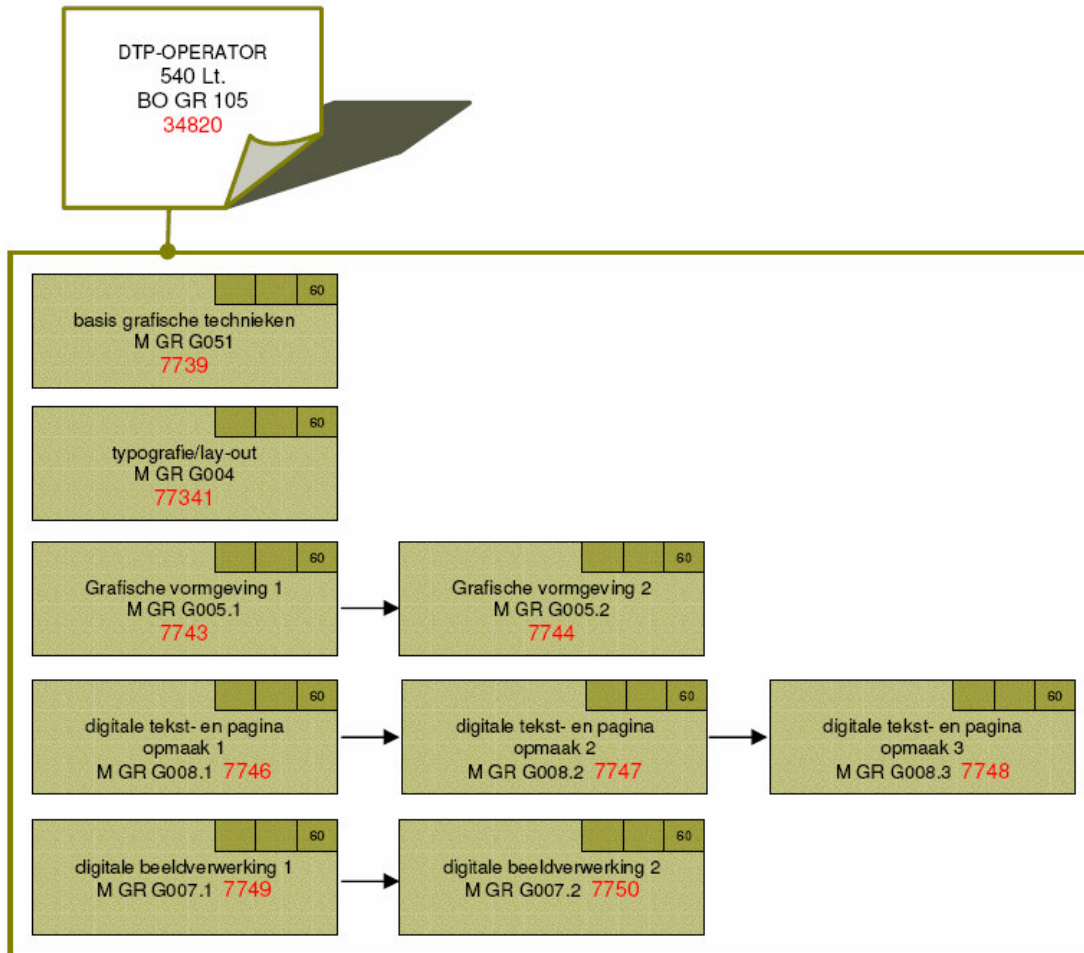 DTP-OPERATOR
540 Lt.
BO GR 105
34820
60
basis grafische technieken
M GR G051
7739
60
typografie/lay-out
M GR G004
77341
60
Grafische vormgeving 1
M GR G005.1
7743
60
Grafische vormgeving 2
M GR G005.2
7744
60
digitale tekst- en pagina
opmaak 1
M GR G008.1 7746
60
digitale tekst- en pagina
opmaak 2
M GR G008.2 7747
60
digitale tekst- en pagina
opmaak 3
M GR G008.3 7748
60
digitale beeldverwerking 1
M GR G007.1 7749
60
digitale beeldverwerking 2
M GR G007.2 7750